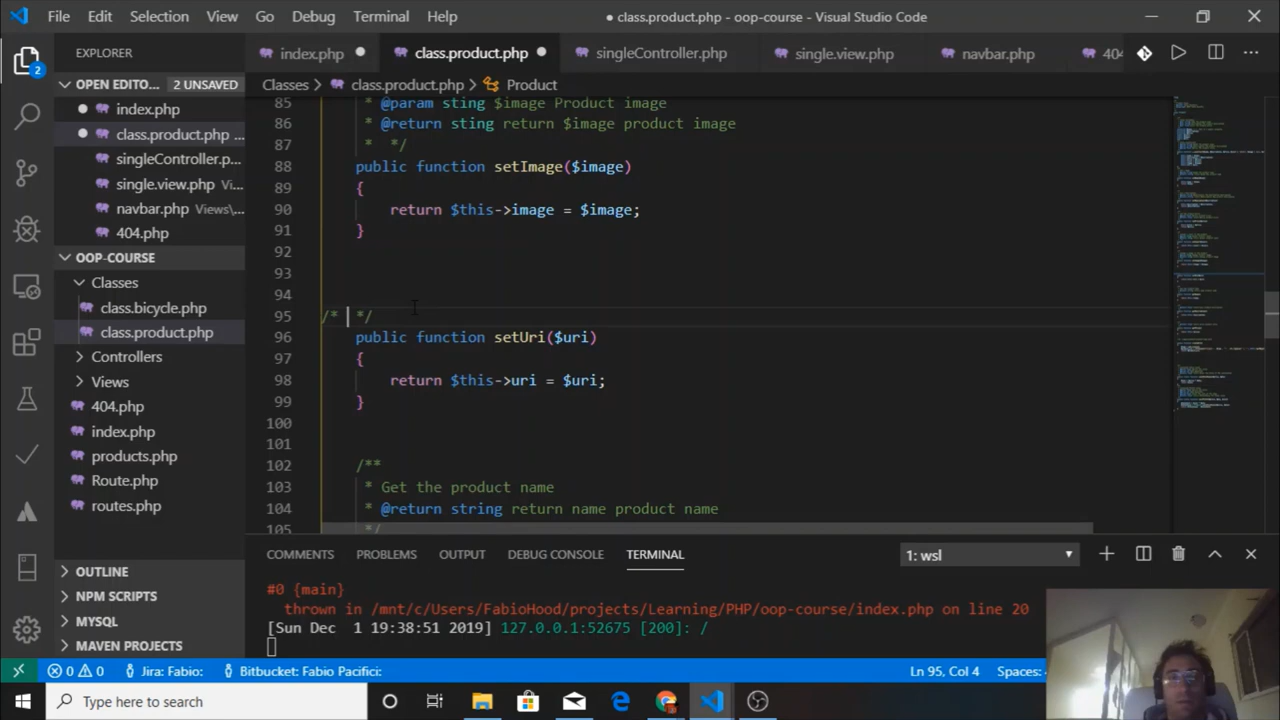 File Edit Selection View Go Debug Terminal Help
● class.product.php - oop-course - Visual Studio Code
EXPLORER
index.php
class.product.php
singleController.php
single.view.php
navbar.php
404
OPEN EDITO... 2 UNSAVED
Classes > class.product.php > Product
index.php
class.product.php ...
singleController.p...
single.view.php Vi...
navbar.php Views\...
404.php
OOP-COURSE
Classes
class.bicycle.php
class.product.php
Controllers
Views
404.php
index.php
products.php
Route.php
routes.php
OUTLINE
NPM SCRIPTS
MYSQL
MAVEN PROJECTS
85 * @param sting $image Product image
86 * @return sting return $image product image
87 * */
88 public function setImage($image)
89 {
90 return $this->image = $image;
91 }
92
93
94
95 /* */
96 public function setUri($uri)
97 {
98 return $this->uri = $uri;
99 }
100
101
102 /**
103 * Get the product name
104 * @return string return name product name
105 */
COMMENTS PROBLEMS OUTPUT DEBUG CONSOLE TERMINAL 1: wsl
#0 {main}
thrown in /mnt/c/Users/FabioHood/projects/Learning/PHP/oop-course/index.php on line 20
[Sun Dec 1 19:38:51 2019] 127.0.0.1:52675 [200]: /
0 0 Jira: Fabio: Bitbucket: Fabio Pacifici: Ln 95, Col 4 Spaces:
Type here to search
2